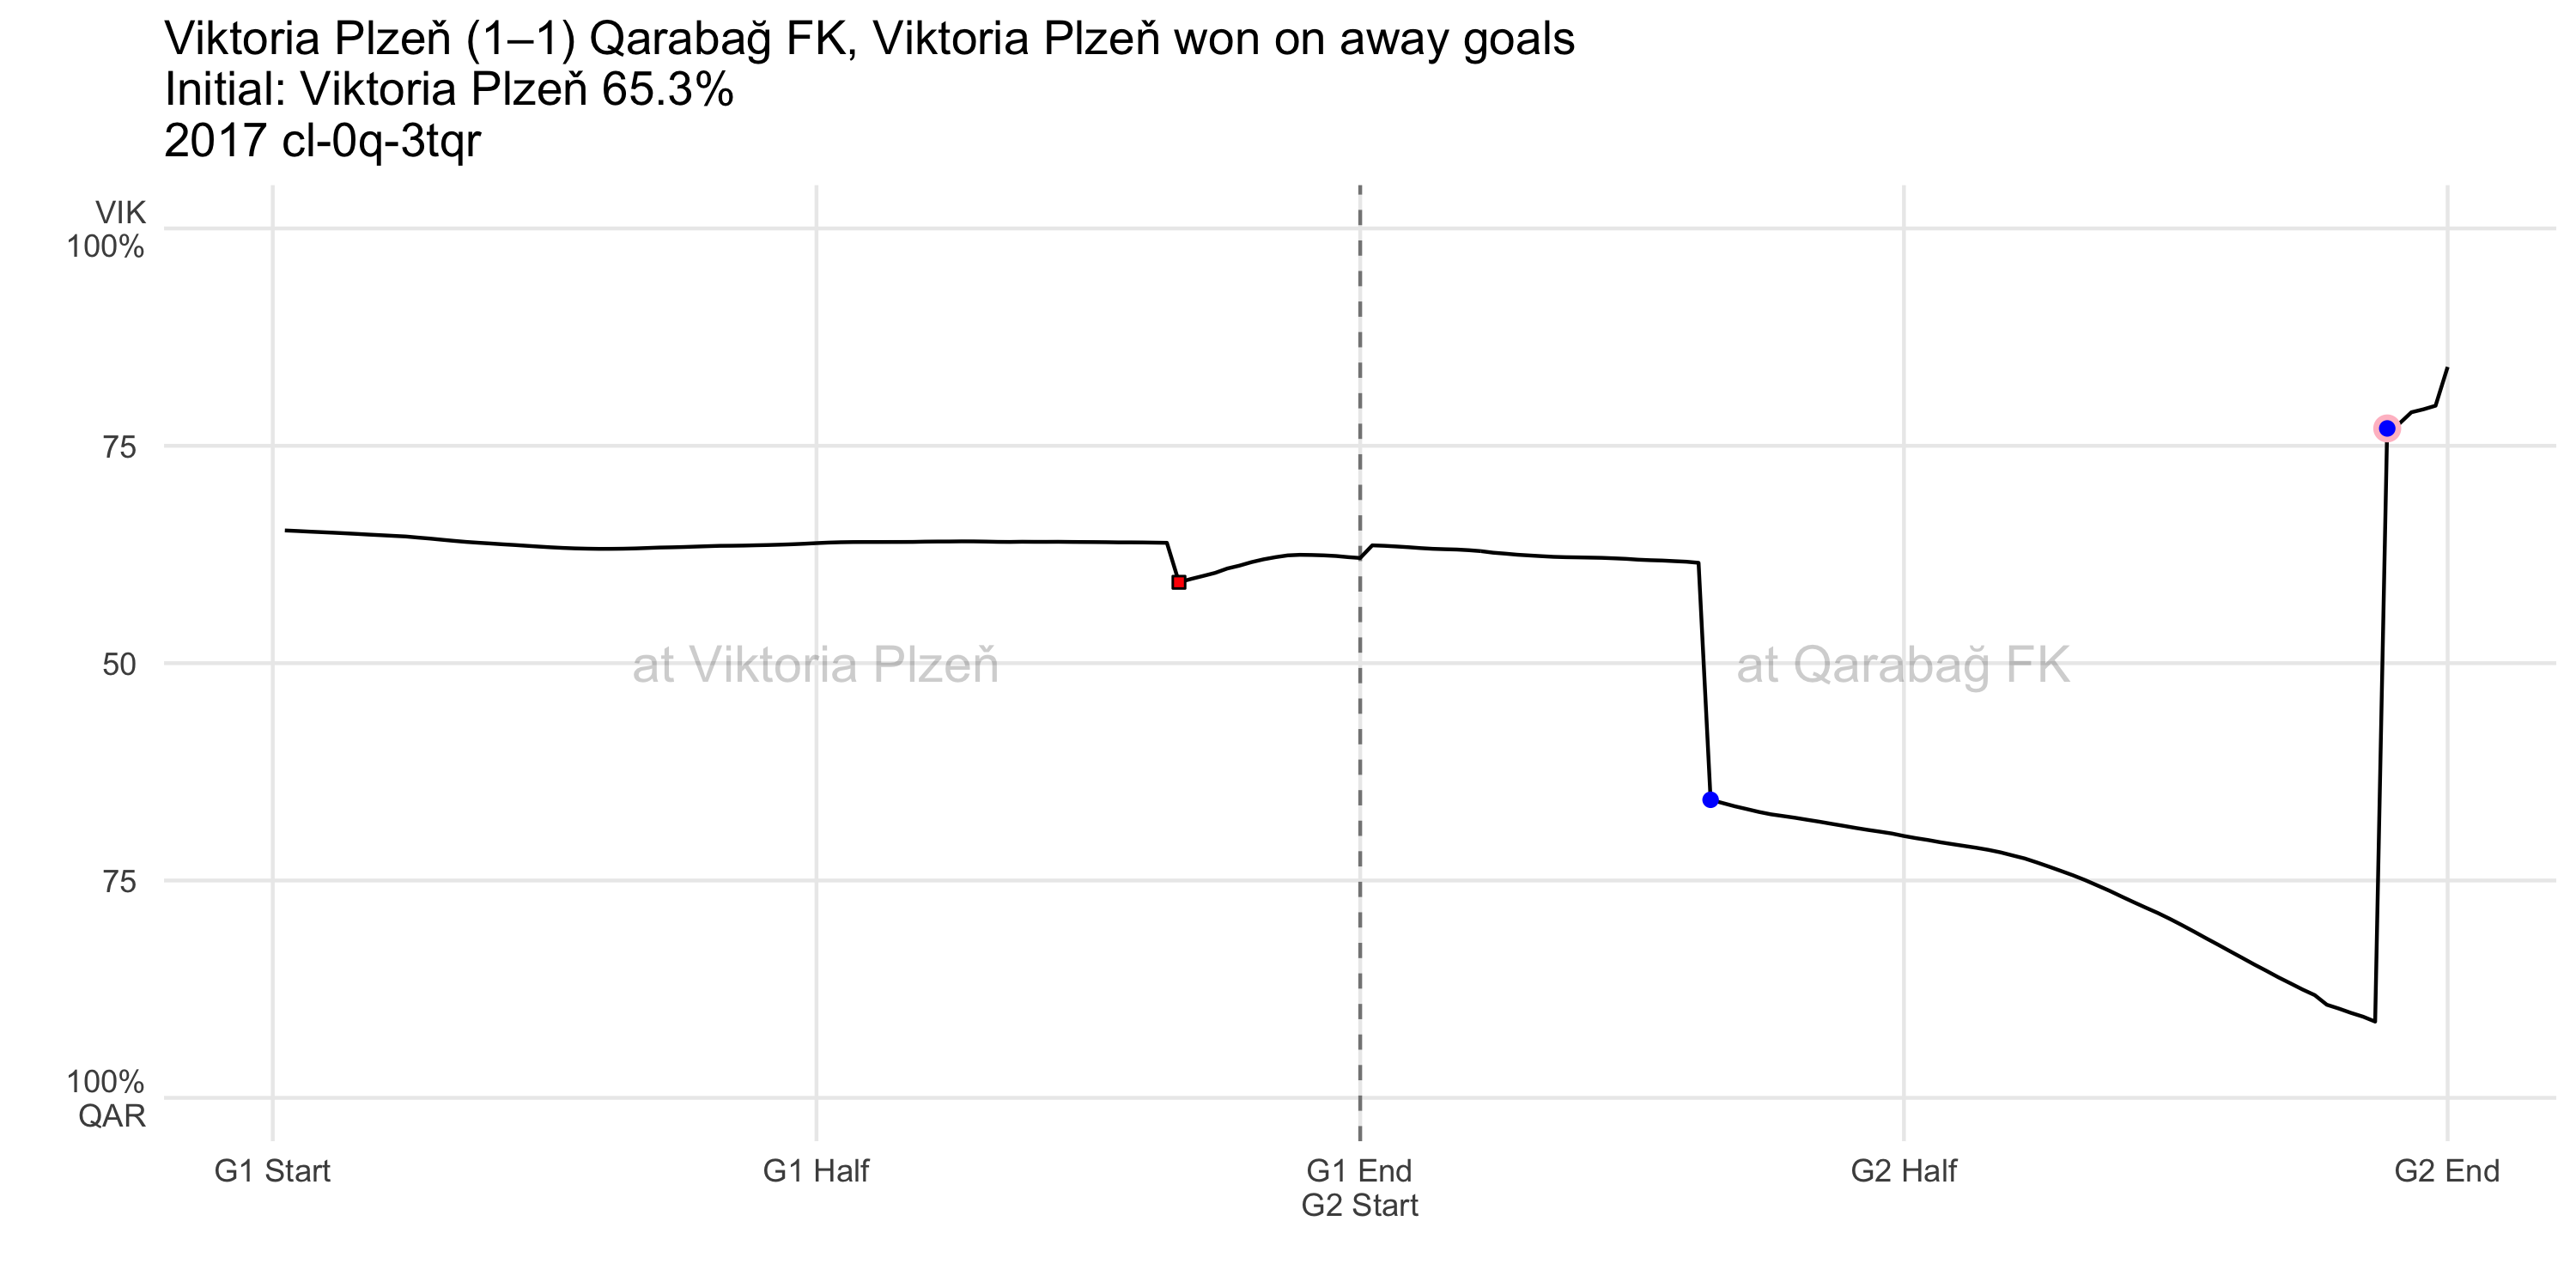 Viktoria Plzeň (1–1) Qarabağ FK, Viktoria Plzeň won on away goals
Initial: Viktoria Plzeň 65.3%
2017 cl-0q-3tqr
VIK
100%
75
50
75
100%
QAR
at Viktoria Plzeň
at Qarabağ FK
G1 Start
G1 Half
G1 End
G2 Start
G2 Half
G2 End